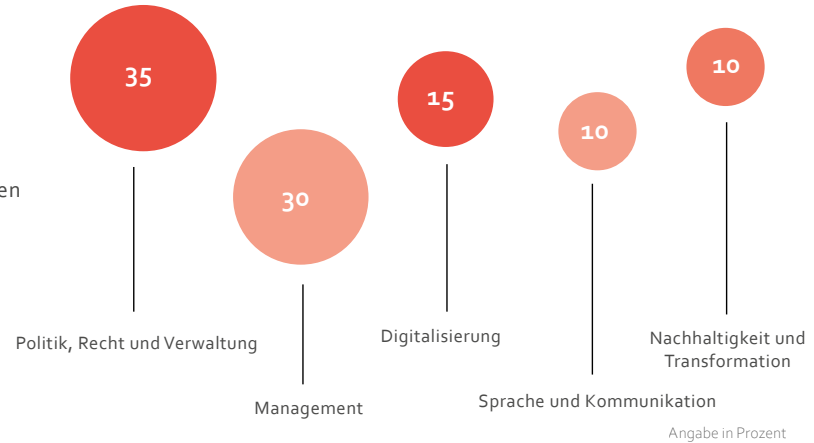 35
30
15
10
10
en
Politik, Recht und Verwaltung
Management
Digitalisierung
Sprache und Kommunikation
Nachhaltigkeit und
Transformation
Angabe in Prozent